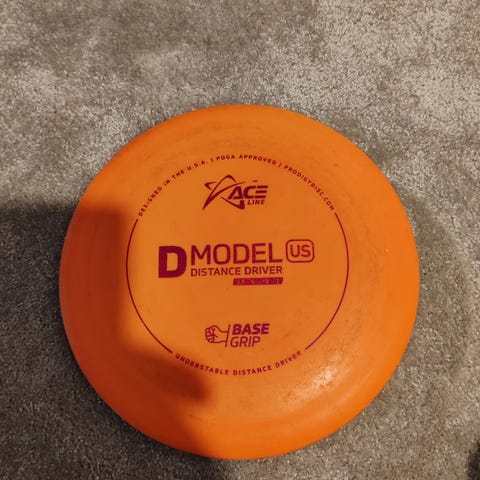 DESIGNED IN THE U.S.A. | PDGA APPROVED | PRODIGYDISC.COM
ACE
LINE
D MODEL US
DISTANCE DRIVER
BASE
GRIP
UNDERSTABLE DISTANCE DRIVER